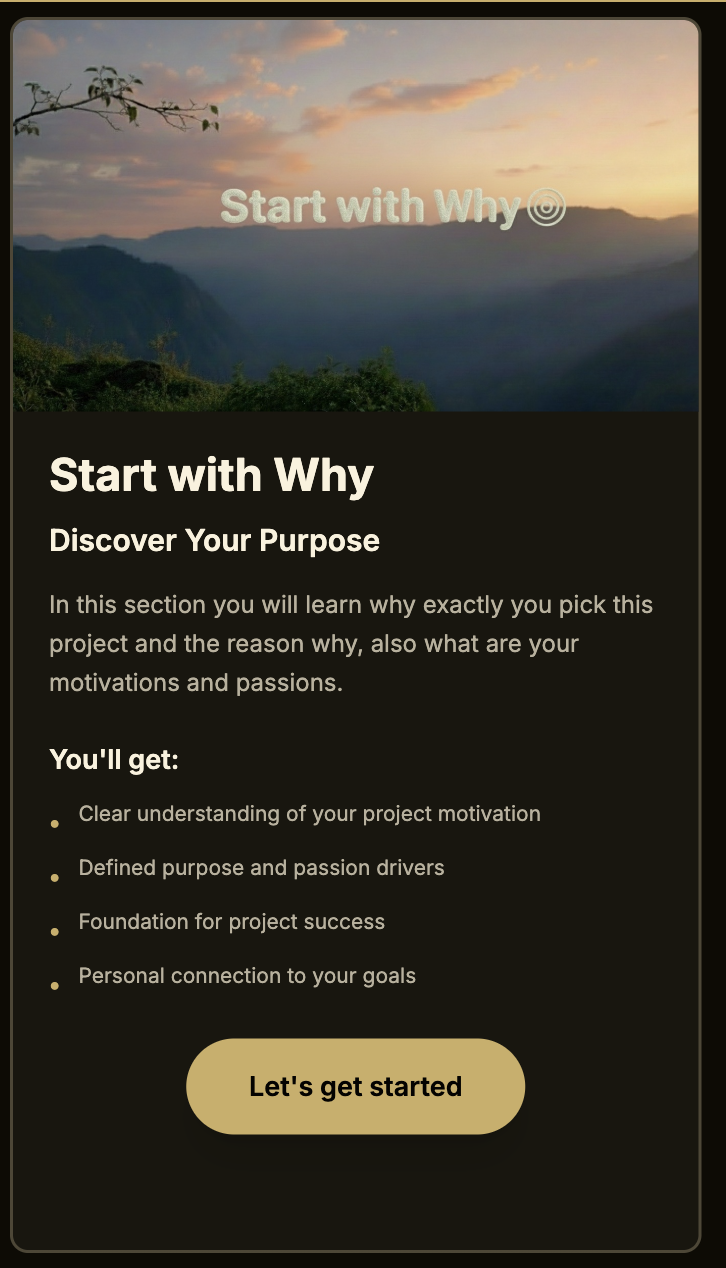 Start with Why
Start with Why
Discover Your Purpose
In this section you will learn why exactly you pick this
project and the reason why, also what are your
motivations and passions.
You'll get:
Clear understanding of your project motivation
Defined purpose and passion drivers
Foundation for project success
Personal connection to your goals
Let's get started